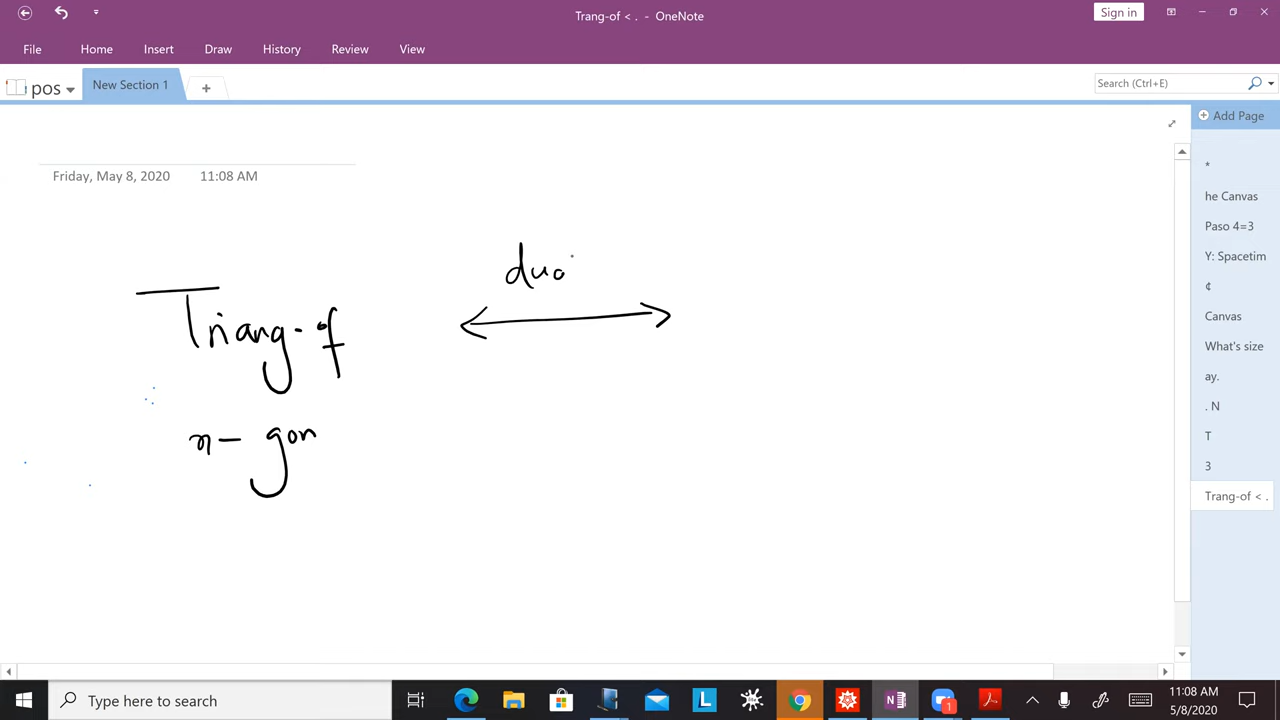 Trang-of < . - OneNote
Sign in
File Home Insert Draw History Review View
pos New Section 1
Search (Ctrl+E)
Add Page
Friday, May 8, 2020 11:08 AM
*
he Canvas
Paso 4=3
Y: Spacetim
¢
Canvas
What's size
ay.
. N
T
3
Trang-of < .
dua
Triang. of
n- gon
Type here to search
L
N
1
11:08 AM
5/8/2020